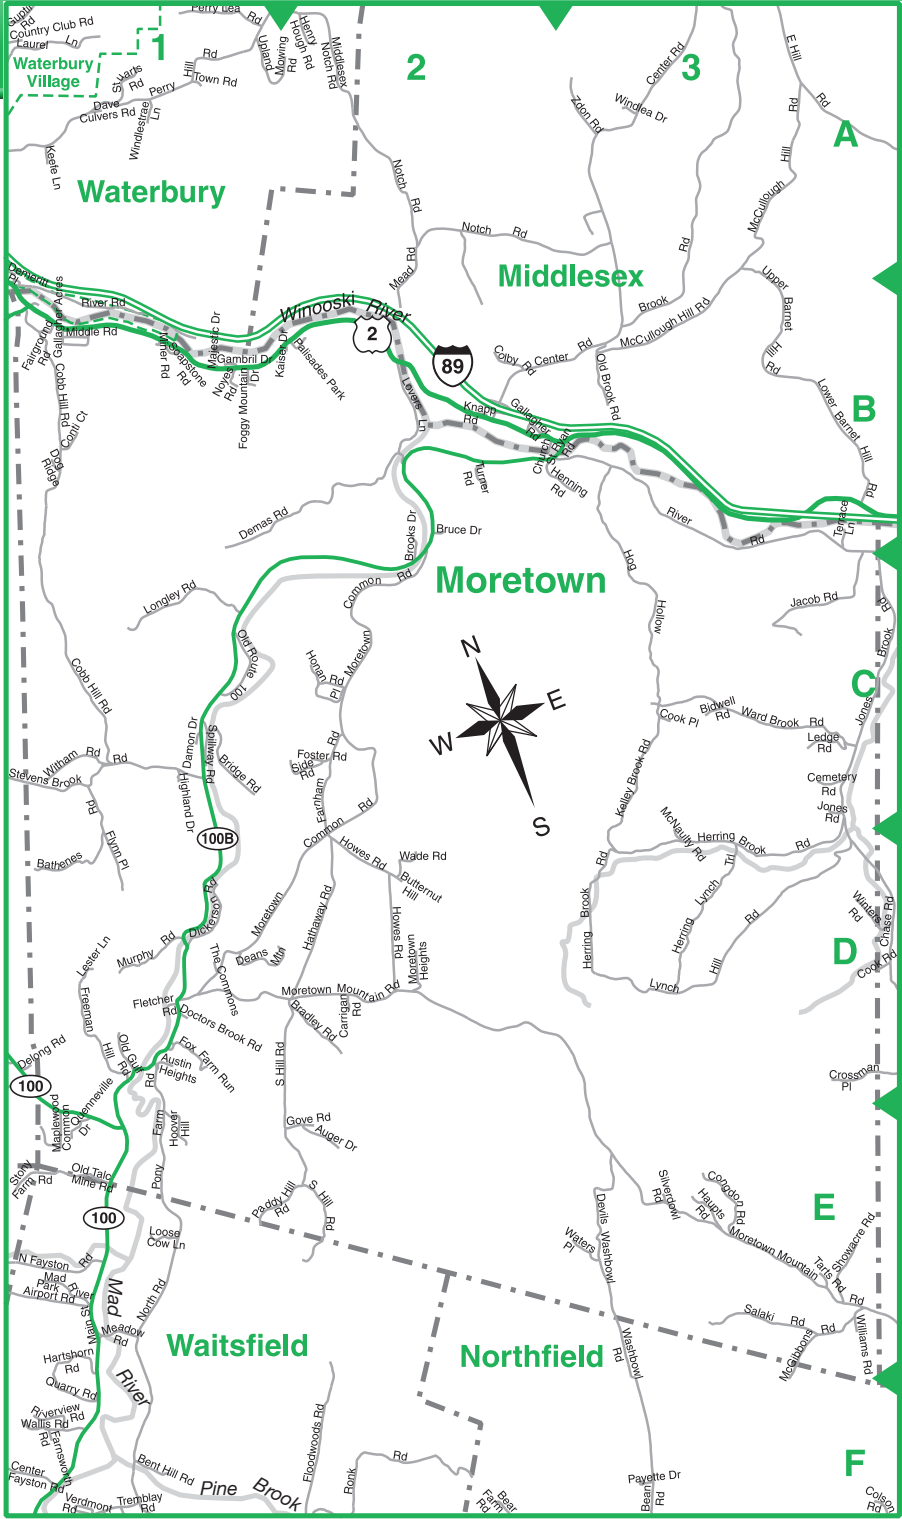 Guptil
Rd
Country Club Rd
Laurel
Ln
Waterbury
Village
1
Perry Lea
Rd
Upland
Mowing
Rd
Henry
Hough Rd
Middlesex
Notch Rd
2
3
Center Rd
E Hill
Rd
A
Rd
Hill
Town Rd
Perry
Dave
Culvers Rd
Windlestrae
Ln
Keefe Ln
Waterbury
Zdon Rd
Windlea Dr
Rd
Hill
McCullough
Notch
Rd
Notch
Rd
Mead
Rd
Middlesex
Rd
Brook
McCullough Hill Rd
Upper
Barnet
Hill
Rd
Demeritt
Pl
River Rd
Gallagher Acres
Middle Rd
Fairground
Rd
Winooski
River
2
89
Majestic Dr
Miner Rd
Soapstone
Rd
Gambril Dr
Noyes
Rd
Foggy Mountain
Dr
Kaiser Dr
Palisades Park
Colby
Rd
Center
Rd
Old Brook Rd
B
Lower
Barnet
Hill
Rd
Cobb Hill Rd
Conti Ct
Dog
Ridge
Levers
Ln
Knapp
Rd
Gallagher
Rd
Church
St
Ryan
Rd
Turner
Rd
Henning
Rd
River
Rd
Terrace
Ln
Demas Rd
Brooks Dr
Bruce Dr
Moretown
Hog
Hollow
Jacob Rd
Rd
Brook
Jones
C
Common
Rd
Longley Rd
Old Route
100
Moretown
Honan
Rd
Pl
N
E
W
S
Cook Pl
Bidwell
Rd
Ward Brook
Rd
Ledge
Rd
Cemetery
Rd
Jones
Rd
Cobb Hill Rd
Witham
Rd
Rd
Stevens Brook
Rd
Flynn Pl
Bathenes
Damon Dr
Highland Dr
Spillway Rd
Bridge Rd
100B
Rd
Foster Rd
Side
Rd
Farnham
Common
Rd
Kelley Brook Rd
McNaulty Rd
Herring
Brook
Rd
Howes Rd
Wade Rd
Butternut
Hill
Rd
Brook
Herring
Trl
Lynch
Herring
Rd
Hill
Lynch
Winters
Rd
Chase Rd
Cook Rd
D
Dickerson
Rd
Moretown
Hathaway Rd
Howes Rd
Moretown
Heights
Lester Ln
Murphy
Rd
The Commons
Deans
Mtn
Fletcher
Rd
Moretown
Mountain Rd
Bradley Rd
Carrigan
Rd
Freeman
Hill
Rd
Old Gulf
Doctors Brook Rd
Fox Farm Run
Austin
Heights
S Hill Rd
Delong Rd
100
Quenneville
Dr
Maplewood
Common
Rd
Farm
Pony
Hoover
Hill
Gove Rd
Auger Dr
Crossman
Pl
Story
Farm Rd
Old Talc
Mine Rd
Paddy Hill
Rd
S
Hill
Rd
100
Loose
Cow Ln
Silverdowl
Rd
Congdon Rd
Haupts
Rd
E
Devils
Washbowl
Waters
Pl
Moretown Mountain
Rd
Tarts
Rd
Showacre Rd
N Fayston
Rd
Mad
River
Park
Airport Rd
Main St
Mad
River
North Rd
Meadow
Rd
Waitsfield
Northfield
Washbowl
Rd
Salaki
Rd
Rd
McGibbons
Williams Rd
Hartshorn
Rd
Quarry Rd
Riverview
Rd
Wallis Rd
Farnsworth
Rd
Center
Fayston Rd
Verdmont
Rd
Tremblay
Rd
Bent Hill Rd
Pine
Brook
Floodwoods Rd
Ronk
Rd
Bear
Farm
Rd
Payette Dr
Bean
Rd
F
Colson
Rd